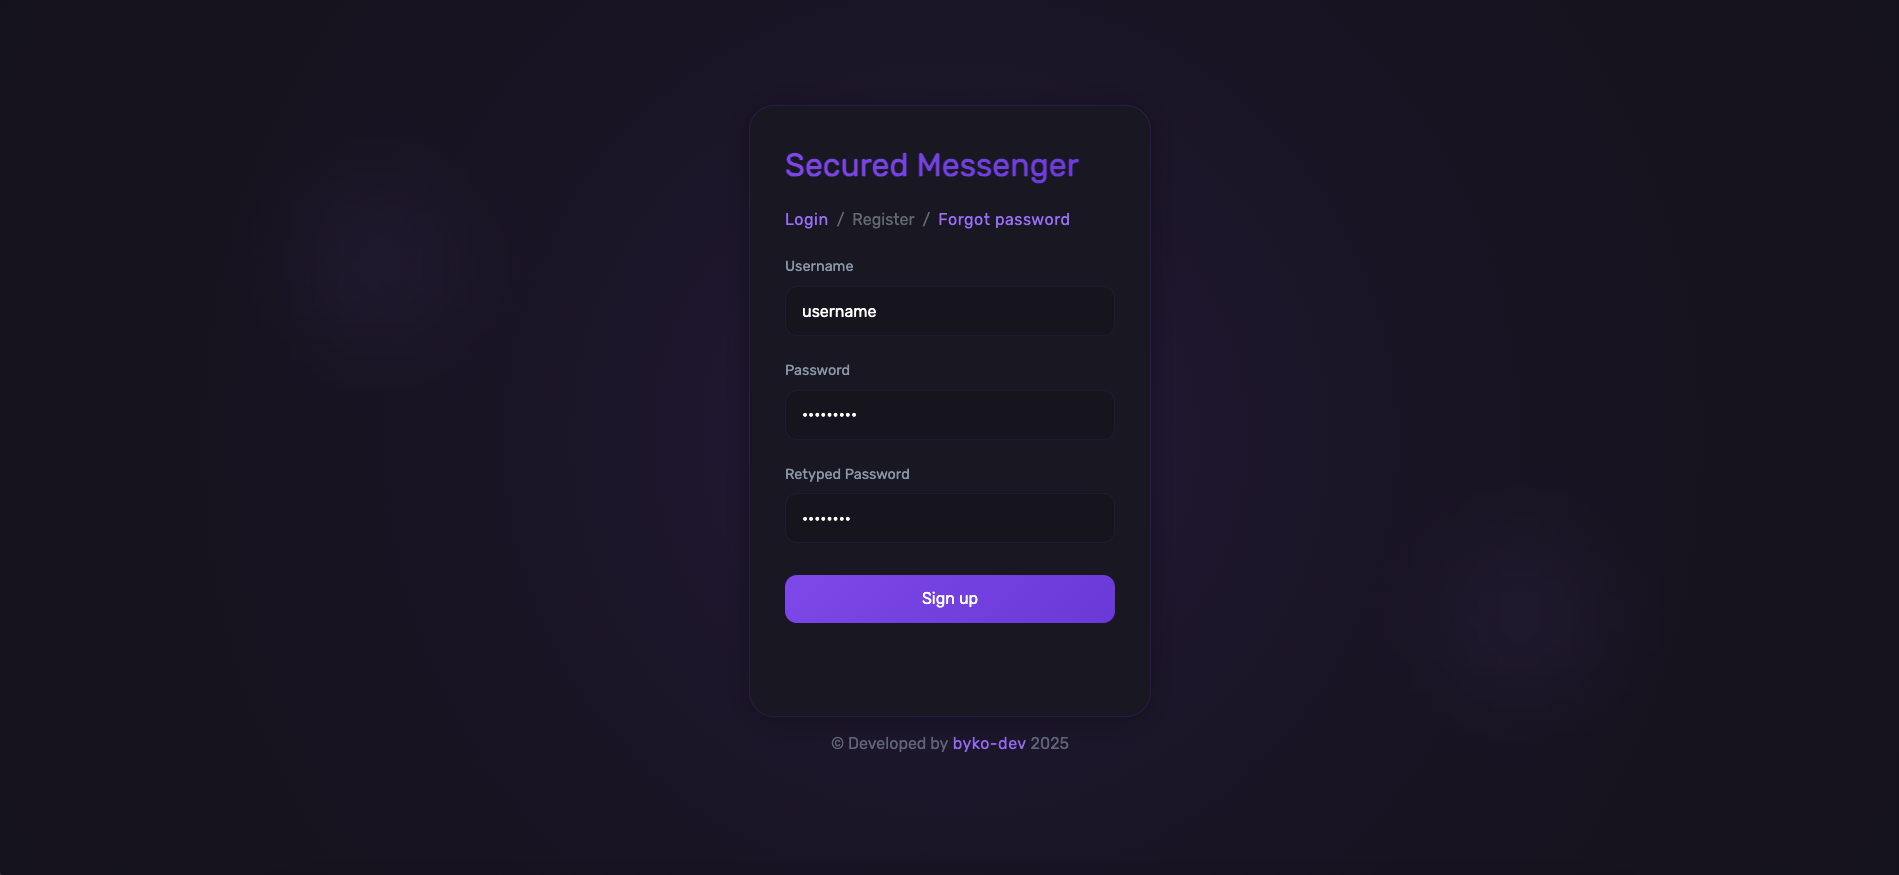 Secured Messenger
Login / Register / Forgot password
Username
username
Password
•••••••••
Retyped Password
••••••••
Sign up
© Developed by byko-dev 2025